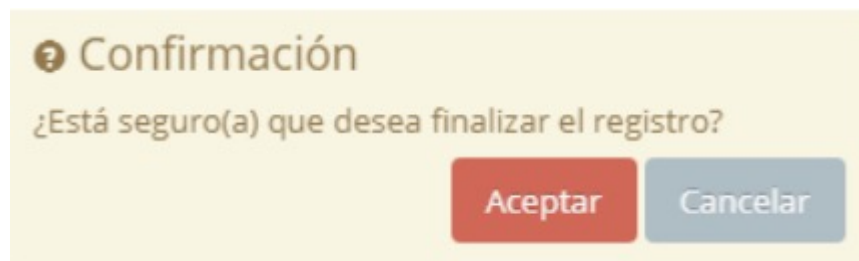 Confirmación
¿Está seguro(a) que desea finalizar el registro?
Aceptar Cancelar